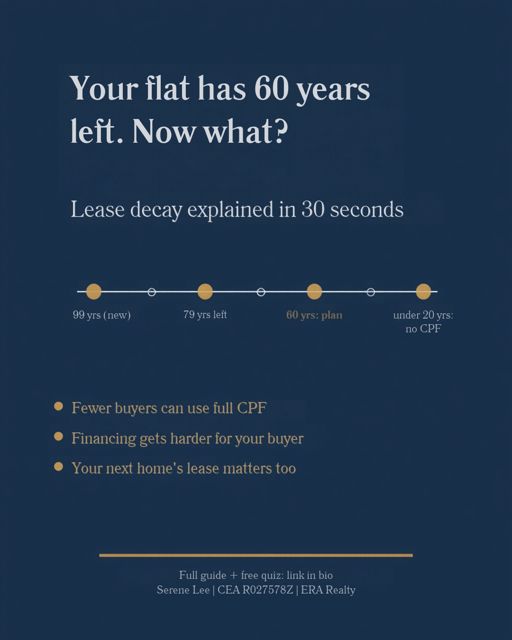 Your flat has 60 years
left. Now what?
Lease decay explained in 30 seconds
99 yrs (new)
79 yrs left
60 yrs: plan
under 20 yrs:
no CPF
Fewer buyers can use full CPF
Financing gets harder for your buyer
Your next home's lease matters too
Full guide + free quiz: link in bio
Serene Lee | CEA R027578Z | ERA Realty